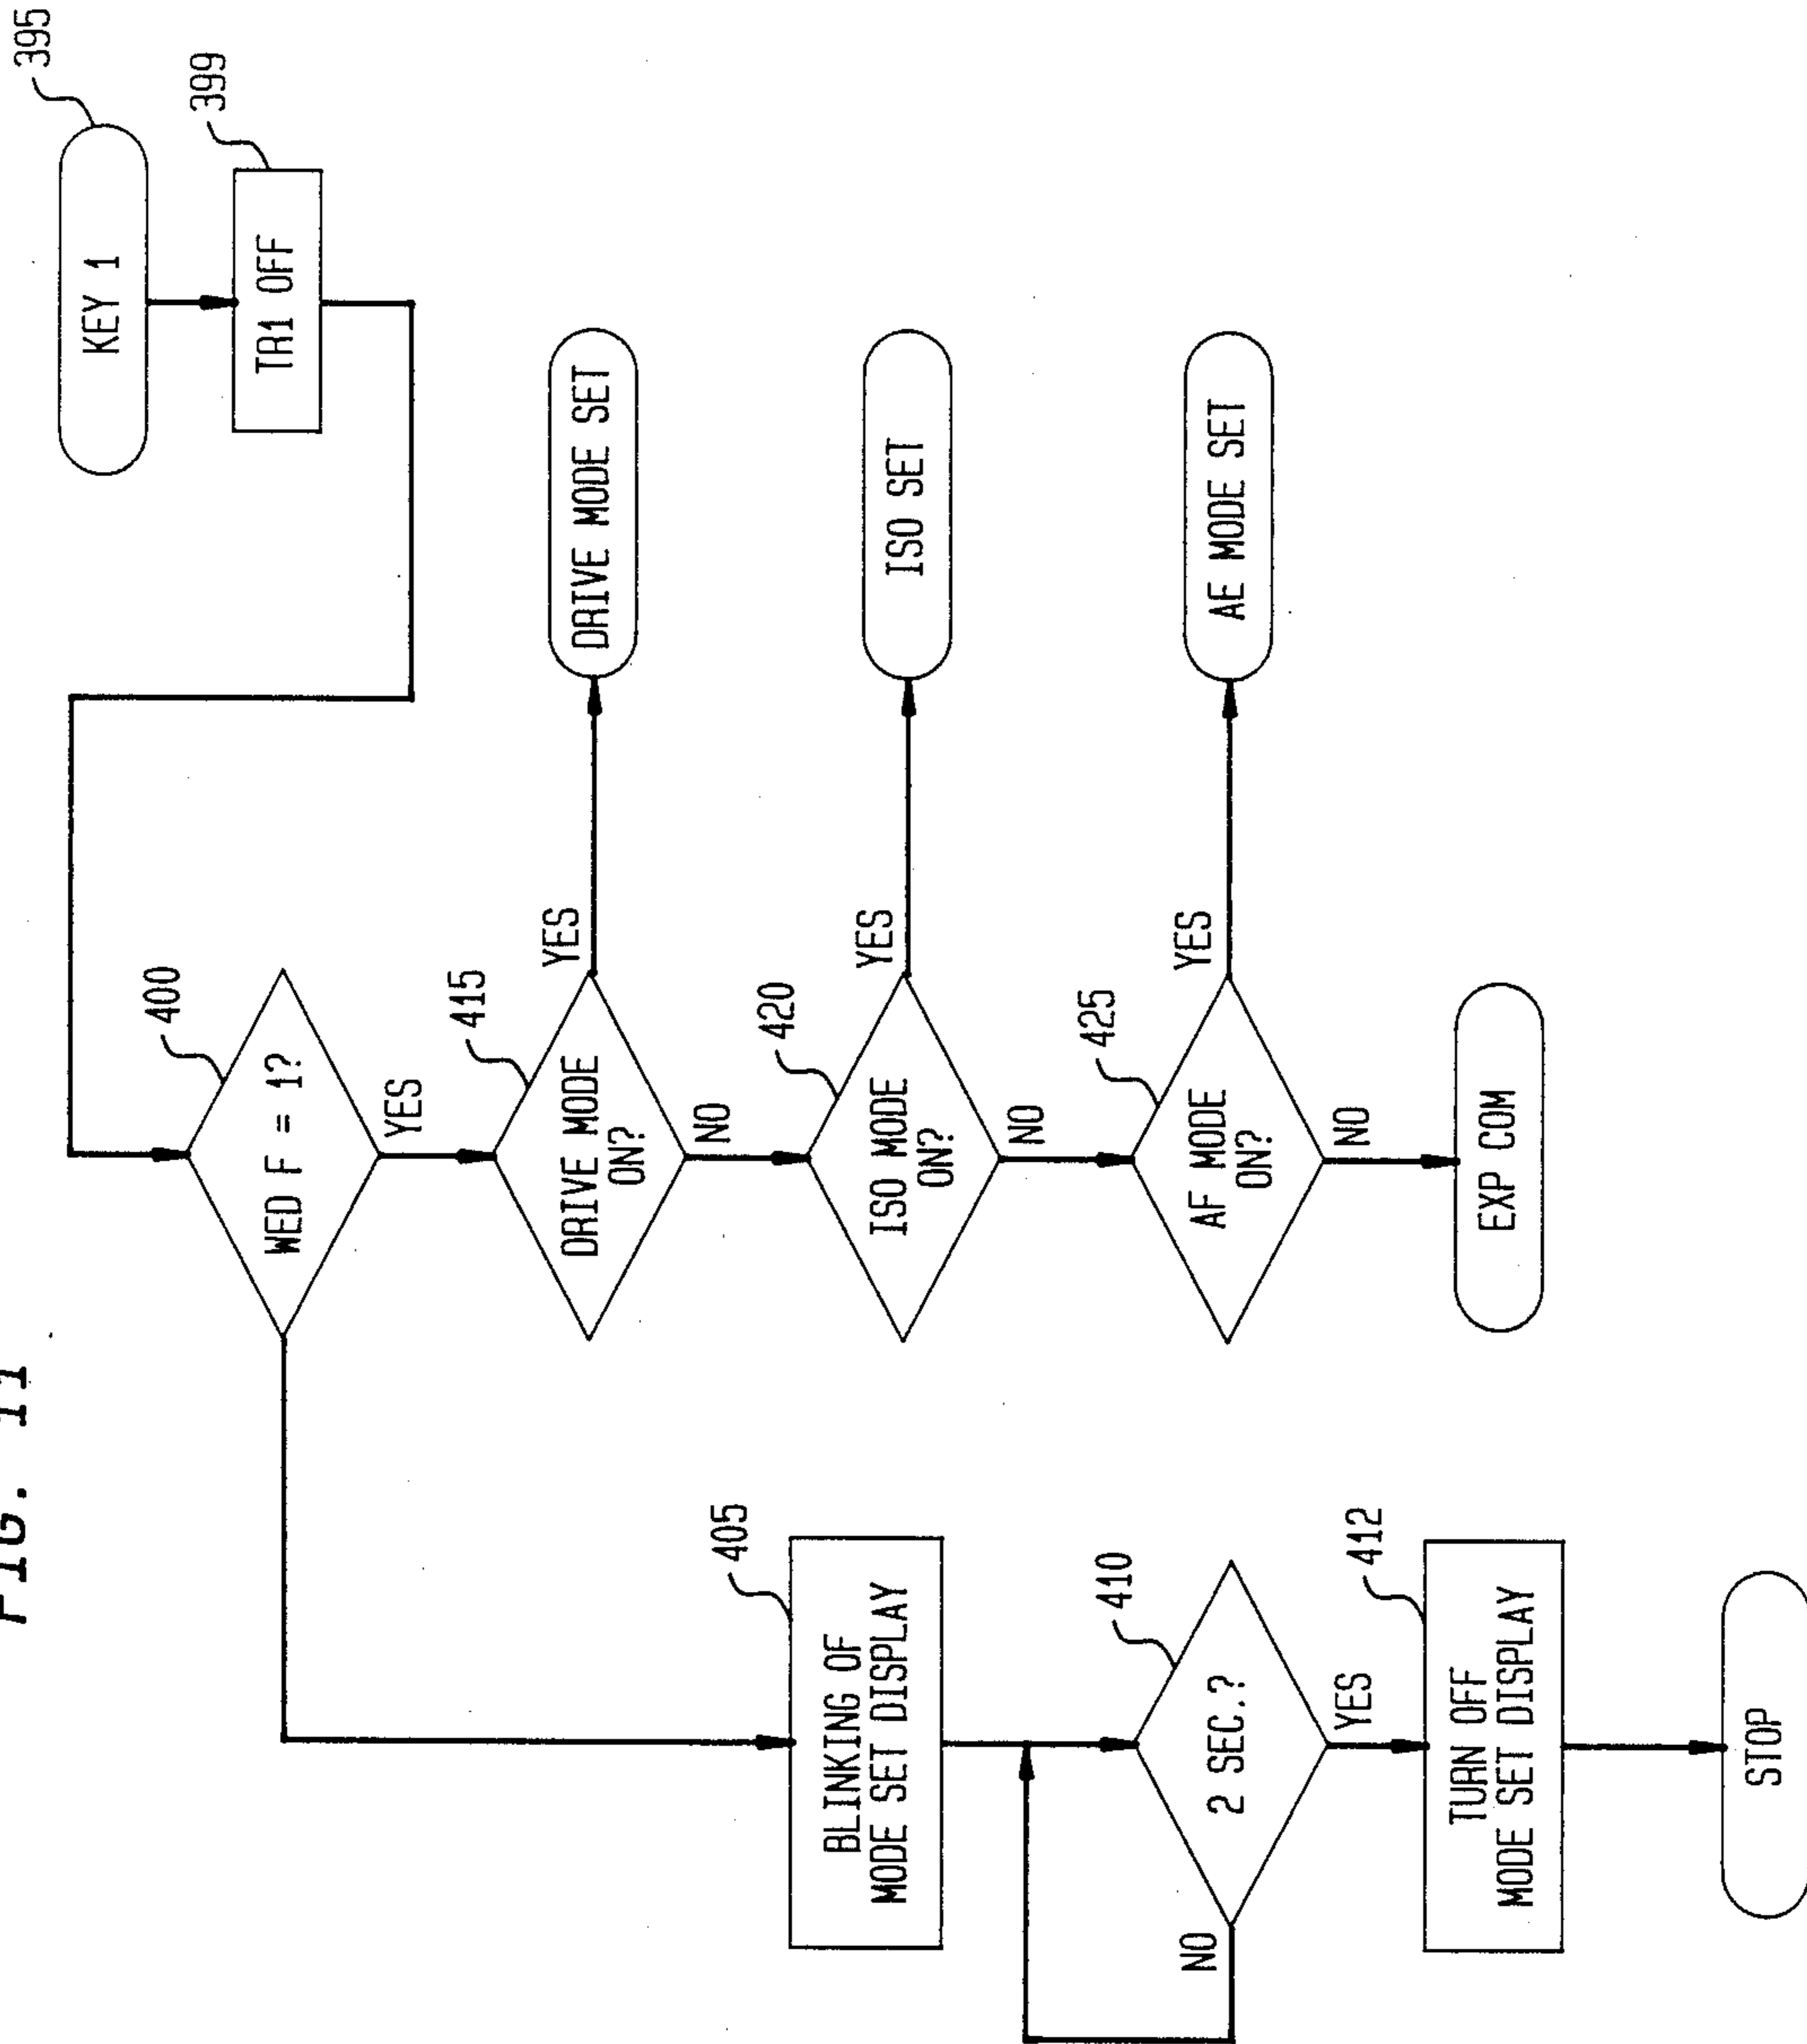 FIG. 11
KEY 1
395
TR1 OFF
399
WED F = 1?
400
YES
DRIVE MODE
ON?
415
YES
DRIVE MODE SET
NO
ISO MODE
ON?
420
YES
ISO SET
NO
AF MODE
ON?
425
YES
AE MODE SET
NO
EXP COM
BLINKING OF
MODE SET DISPLAY
405
2 SEC.?
410
NO
YES
TURN OFF
MODE SET DISPLAY
412
STOP